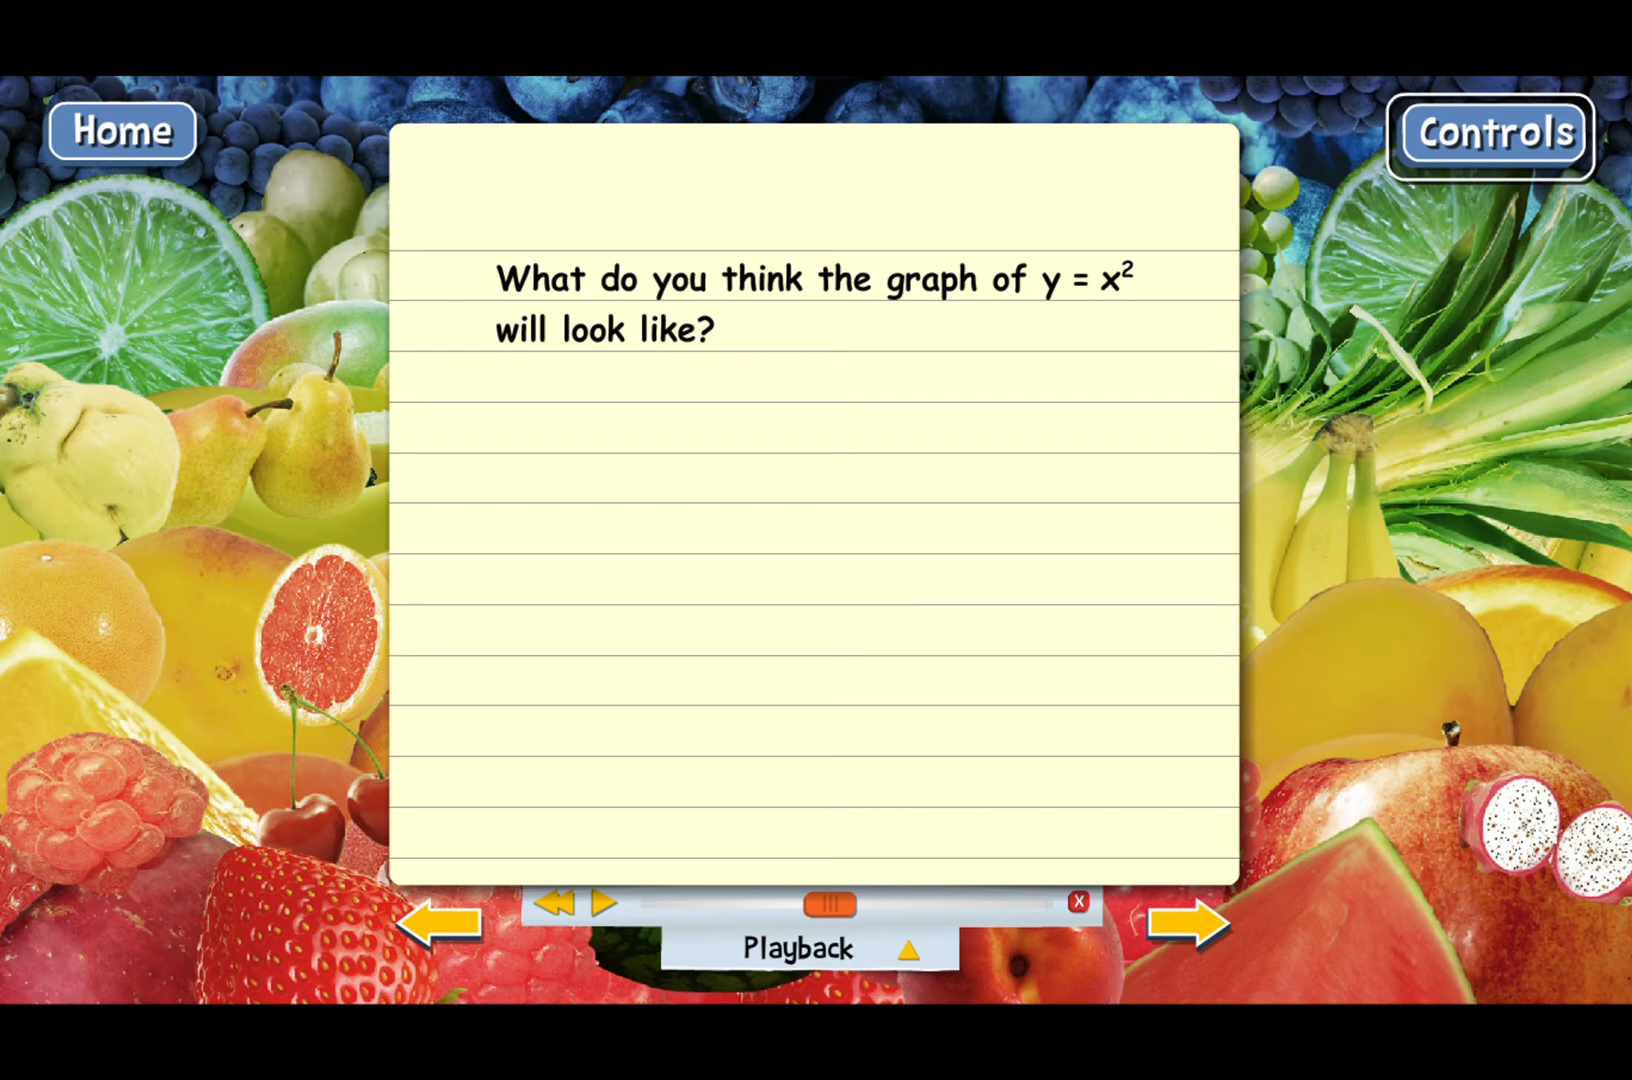 Home
Controls
What do you think the graph of y = x²
will look like?
X
Playback